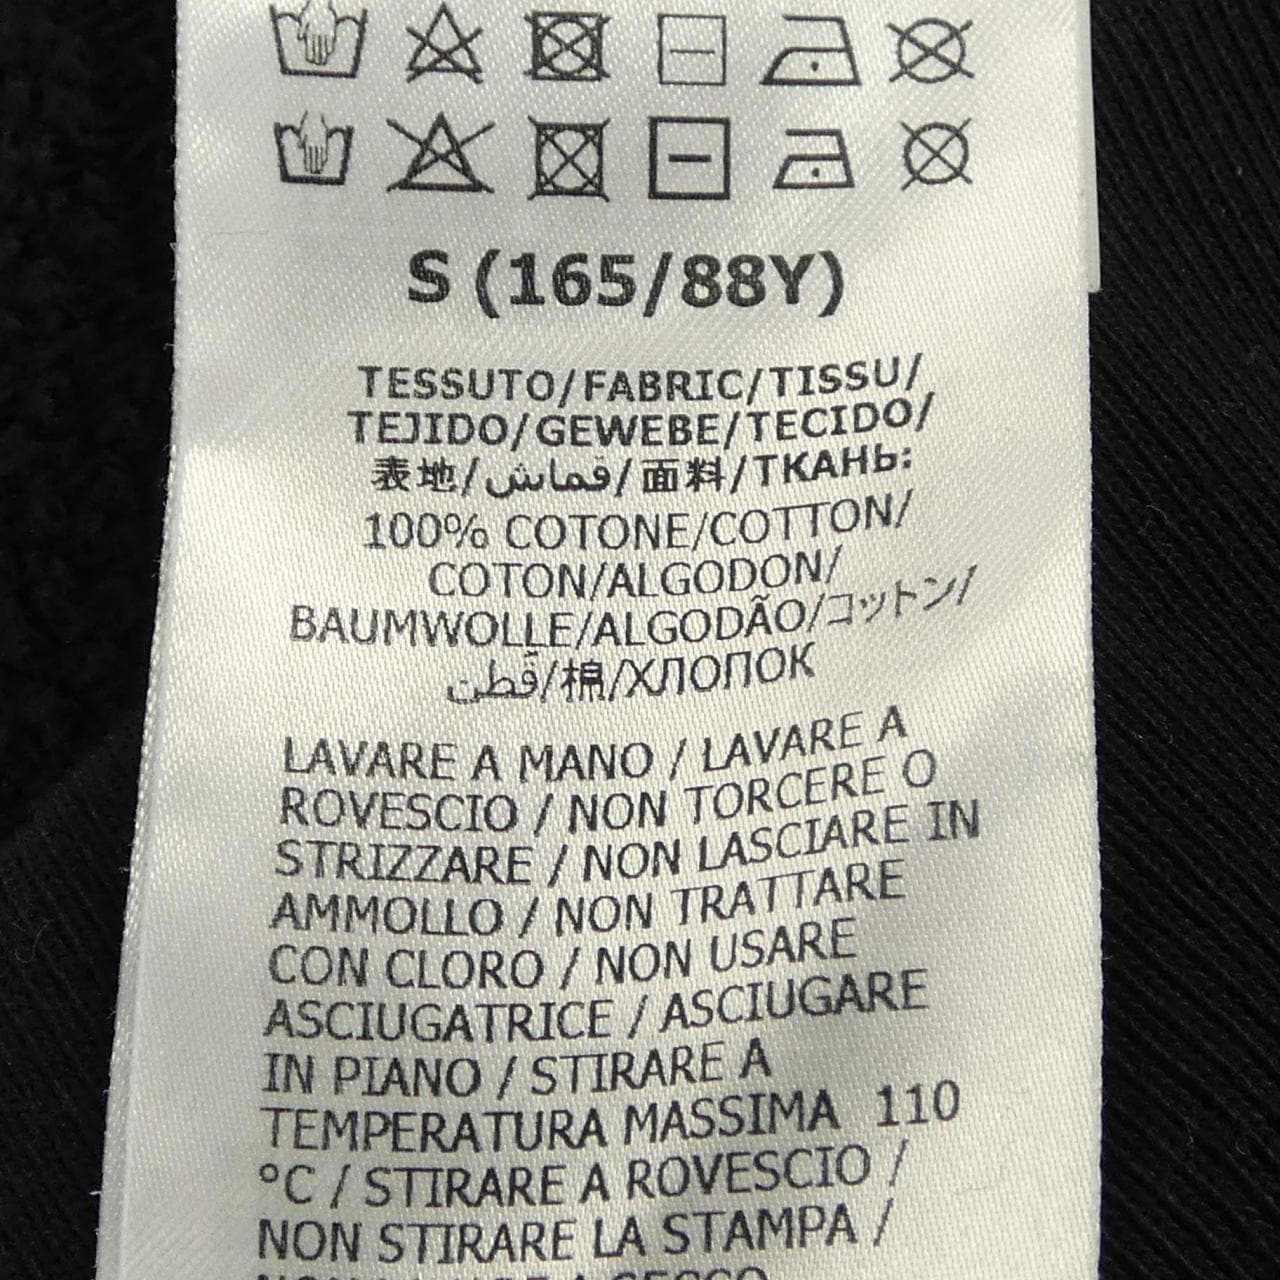 S (165/88Y)
TESSUTO/FABRIC/TISSU/
TEJIDO/GEWEBE/TECIDO/
表地/قماش/面料/ТКАНЬ:
100% COTONE/COTTON/
COTON/ALGODON/
BAUMWOLLE/ALGODÃO/コットン/
قطن/棉/ХЛОПОК
LAVARE A MANO / LAVARE A
ROVESCIO / NON TORCERE O
STRIZZARE / NON LASCIARE IN
AMMOLLO / NON TRATTARE
CON CLORO / NON USARE
ASCIUGATRICE / ASCIUGARE
IN PIANO / STIRARE A
TEMPERATURA MASSIMA 110
°C / STIRARE A ROVESCIO /
NON STIRARE LA STAMPA /